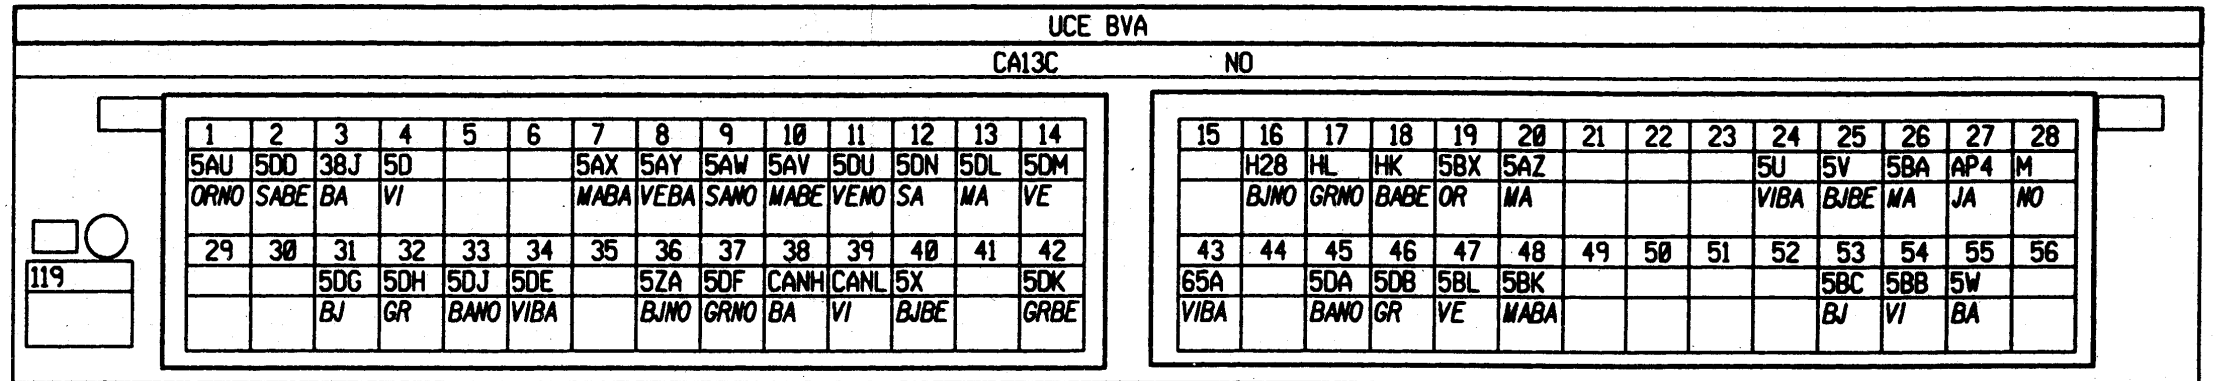 UCE BVA
CA13C NO
1 2 3 4 5 6 7 8 9 10 11 12 13 14 15 16 17 18 19 20 21 22 23 24 25 26 27 28
5AU 5DD 38J 5D 5AX 5AY 5AW 5AV 5DU 5DN 5DL 5DM H28 HL HK 5BX 5AZ 5U 5V 5BA AP4 M
ORNO SABE BA VI MABA VEBA SANO MABE VENO SA MA VE BJNO GRNO BABE OR MA VIBA BJBE MA JA NO
29 30 31 32 33 34 35 36 37 38 39 40 41 42 43 44 45 46 47 48 49 50 51 52 53 54 55 56
119 5DG 5DH 5DJ 5DE 5ZA 5DF CANH CANL 5X 5DK 65A 5DA 5DB 5BL 5BK 5BC 5BB 5W
BJ GR BANO VIBA BJNO GRNO BA VI BJBE GRBE VIBA BANO GR VE MABA BJ VI BA